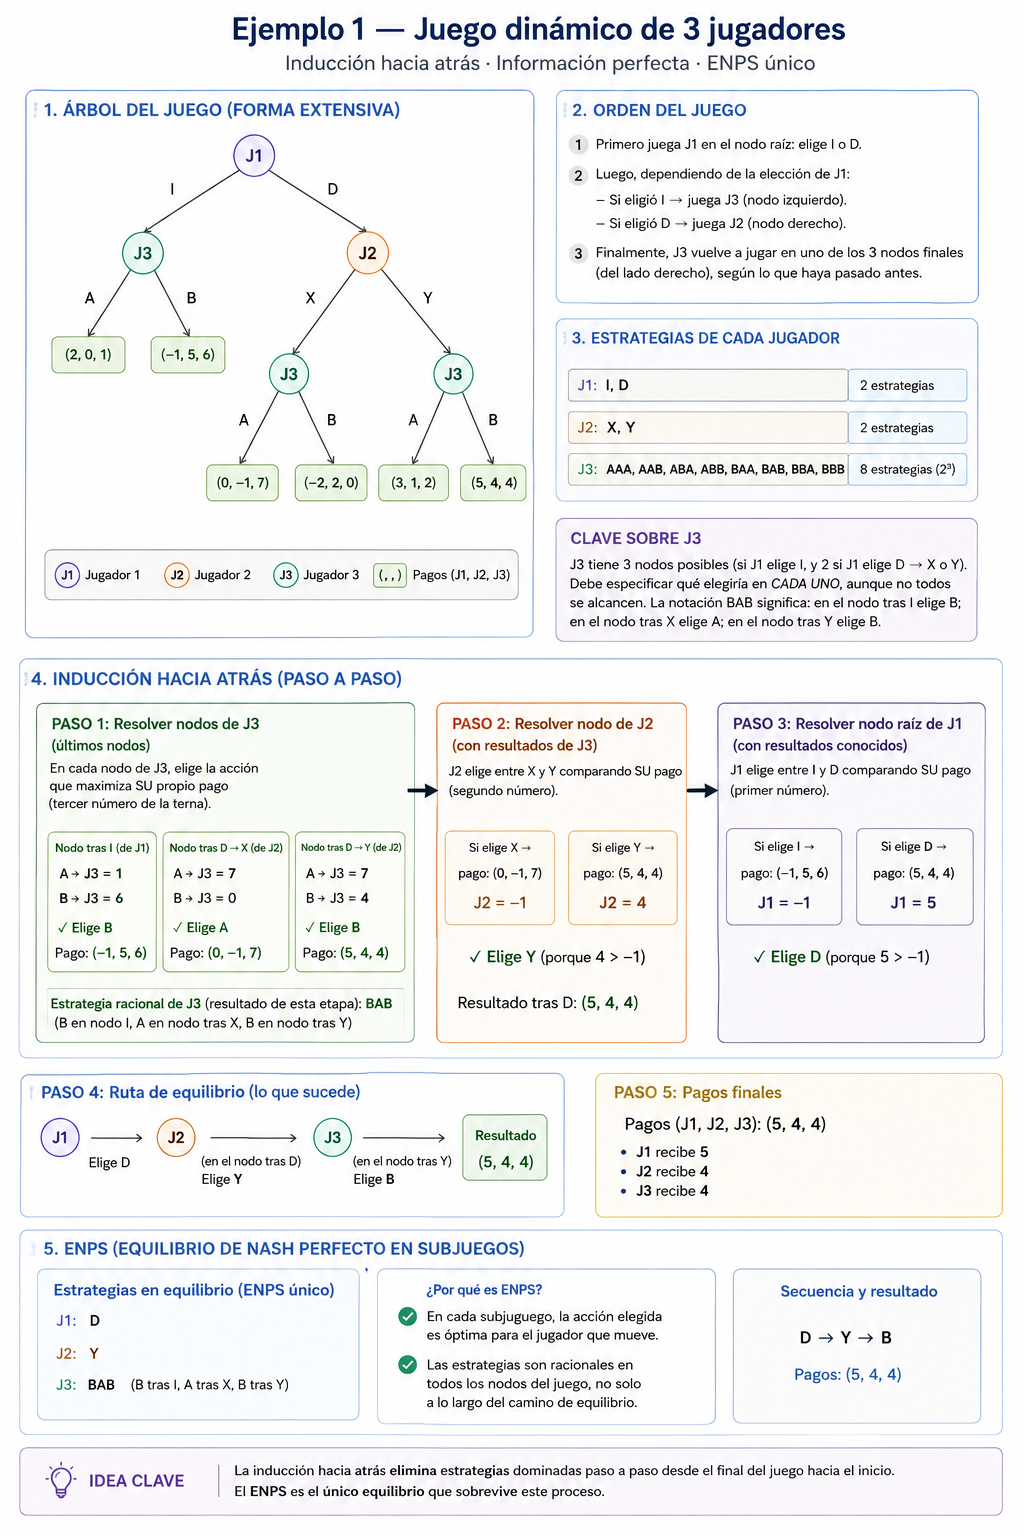 Ejemplo 1 — Juego dinámico de 3 jugadores
Inducción hacia atrás · Información perfecta · ENPS único
1. ÁRBOL DEL JUEGO (FORMA EXTENSIVA)
J1
I
D
J3
J2
A
B
X
Y
(2, 0, 1)
(−1, 5, 6)
J3
J3
A
B
A
B
(0, −1, 7)
(−2, 2, 0)
(3, 1, 2)
(5, 4, 4)
J1 Jugador 1
J2 Jugador 2
J3 Jugador 3
(, , ) Pagos (J1, J2, J3)
2. ORDEN DEL JUEGO
1 Primero juega J1 en el nodo raíz: elige I o D.
2 Luego, dependiendo de la elección de J1:
– Si eligió I → juega J3 (nodo izquierdo).
– Si eligió D → juega J2 (nodo derecho).
3 Finalmente, J3 vuelve a jugar en uno de los 3 nodos finales
(del lado derecho), según lo que haya pasado antes.
3. ESTRATEGIAS DE CADA JUGADOR
J1: I, D
2 estrategias
J2: X, Y
2 estrategias
J3: AAA, AAB, ABA, ABB, BAA, BAB, BBA, BBB
8 estrategias (2³)
CLAVE SOBRE J3
J3 tiene 3 nodos posibles (si J1 elige I, y 2 si J1 elige D → X o Y).
Debe especificar qué elegiría en CADA UNO, aunque no todos
se alcancen. La notación BAB significa: en el nodo tras I elige B;
en el nodo tras X elige A; en el nodo tras Y elige B.
4. INDUCCIÓN HACIA ATRÁS (PASO A PASO)
PASO 1: Resolver nodos de J3
(últimos nodos)
En cada nodo de J3, elige la acción
que maximiza SU propio pago
(tercer número de la terna).
Nodo tras I (de J1)
A → J3 = 1
B → J3 = 6
✓ Elige B
Pago: (−1, 5, 6)
Nodo tras D → X (de J2)
A → J3 = 7
B → J3 = 0
✓ Elige A
Pago: (0, −1, 7)
Nodo tras D → Y (de J2)
A → J3 = 7
B → J3 = 4
✓ Elige B
Pago: (5, 4, 4)
Estrategia racional de J3 (resultado de esta etapa): BAB
(B en nodo I, A en nodo tras X, B en nodo tras Y)
PASO 2: Resolver nodo de J2
(con resultados de J3)
J2 elige entre X y Y comparando SU pago
(segundo número).
Si elige X →
pago: (0, −1, 7)
J2 = −1
Si elige Y →
pago: (5, 4, 4)
J2 = 4
✓ Elige Y (porque 4 > −1)
Resultado tras D: (5, 4, 4)
PASO 3: Resolver nodo raíz de J1
(con resultados conocidos)
J1 elige entre I y D comparando SU pago
(primer número).
Si elige I →
pago: (−1, 5, 6)
J1 = −1
Si elige D →
pago: (5, 4, 4)
J1 = 5
✓ Elige D (porque 5 > −1)
PASO 4: Ruta de equilibrio (lo que sucede)
J1
Elige D
J2
(en el nodo tras D)
Elige Y
J3
(en el nodo tras Y)
Elige B
Resultado
(5, 4, 4)
PASO 5: Pagos finales
Pagos (J1, J2, J3): (5, 4, 4)
• J1 recibe 5
• J2 recibe 4
• J3 recibe 4
5. ENPS (EQUILIBRIO DE NASH PERFECTO EN SUBJUEGOS)
Estrategias en equilibrio (ENPS único)
J1: D
J2: Y
J3: BAB (B tras I, A tras X, B tras Y)
¿Por qué es ENPS?
En cada subjuguego, la acción elegida
es óptima para el jugador que mueve.
Las estrategias son racionales en
todos los nodos del juego, no solo
a lo largo del camino de equilibrio.
Secuencia y resultado
D → Y → B
Pagos: (5, 4, 4)
IDEA CLAVE
La inducción hacia atrás elimina estrategias dominadas paso a paso desde el final del juego hacia el inicio.
El ENPS es el único equilibrio que sobrevive este proceso.